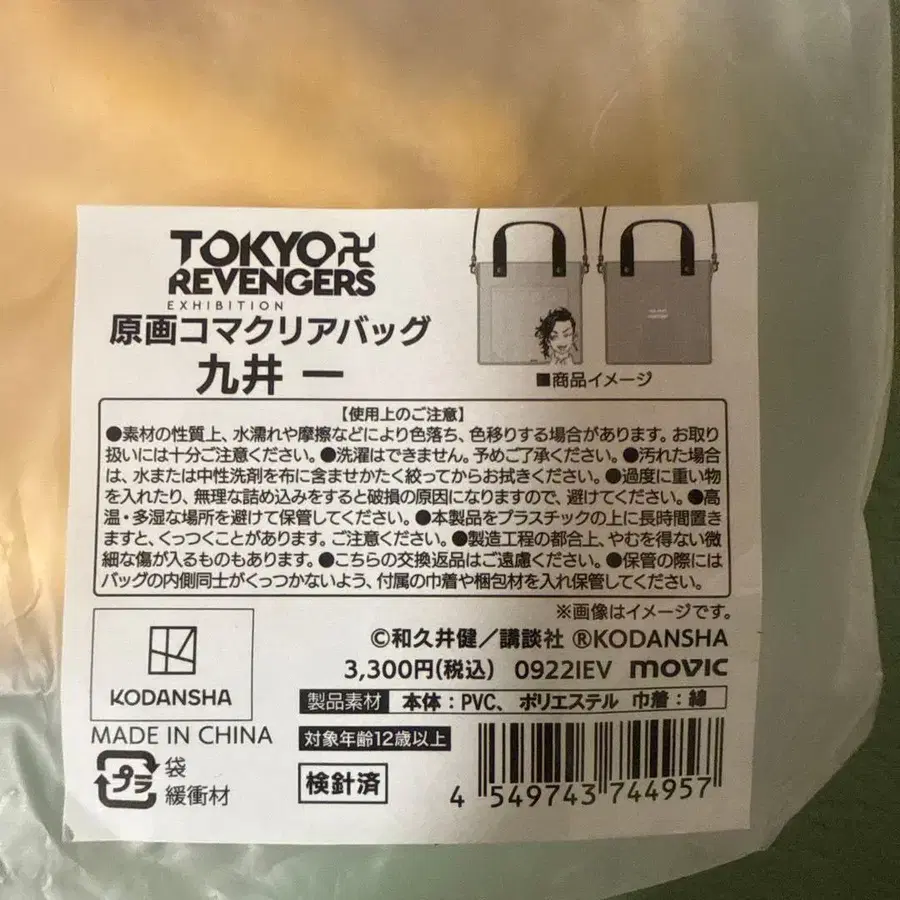 TOKYO卍
REVENGERS
EXHIBITION
原画コマクリアバッグ
九井 一
■商品イメージ
【使用上のご注意】
●素材の性質上、水濡れや摩擦などにより色落ち、色移りする場合があります。お取り
扱いには十分ご注意ください。●洗濯はできません。予めご了承ください。●汚れた場合
は、水または中性洗剤を布に含ませかたく絞ってからお拭きください。●過度に重い物
を入れたり、無理な詰め込みをすると破損の原因になりますので、避けてください。●高
温・多湿な場所を避けて保管してください。●本製品をプラスチックの上に長時間置き
ますと、くっつくことがあります。ご注意ください。●製造工程の都合上、やむを得ない微
細な傷が入るものもあります。●こちらの交換返品はご遠慮ください。●保管の際には
バッグの内側同士がくっつかないよう、付属の巾着や梱包材を入れ保管してください。
※画像はイメージです。
©和久井健／講談社 ®KODANSHA
3,300円(税込) 0922IEV movic
KODANSHA
製品素材 本体：PVC、ポリエステル 巾着：綿
MADE IN CHINA
対象年齢12歳以上
プラ 袋
緩衝材
検針済
4 549743 744957